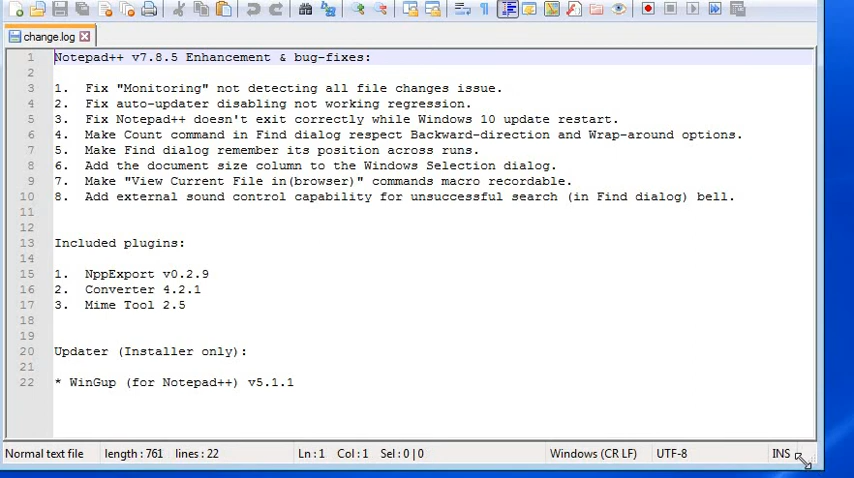 change.log
1 Notepad++ v7.8.5 Enhancement & bug-fixes:
2
3 1. Fix "Monitoring" not detecting all file changes issue.
4 2. Fix auto-updater disabling not working regression.
5 3. Fix Notepad++ doesn't exit correctly while Windows 10 update restart.
6 4. Make Count command in Find dialog respect Backward-direction and Wrap-around options.
7 5. Make Find dialog remember its position across runs.
8 6. Add the document size column to the Windows Selection dialog.
9 7. Make "View Current File in(browser)" commands macro recordable.
10 8. Add external sound control capability for unsuccessful search (in Find dialog) bell.
11
12
13 Included plugins:
14
15 1. NppExport v0.2.9
16 2. Converter 4.2.1
17 3. Mime Tool 2.5
18
19
20 Updater (Installer only):
21
22 * WinGup (for Notepad++) v5.1.1
Normal text file length : 761 lines : 22 Ln : 1 Col : 1 Sel : 0 | 0 Windows (CR LF) UTF-8 INS